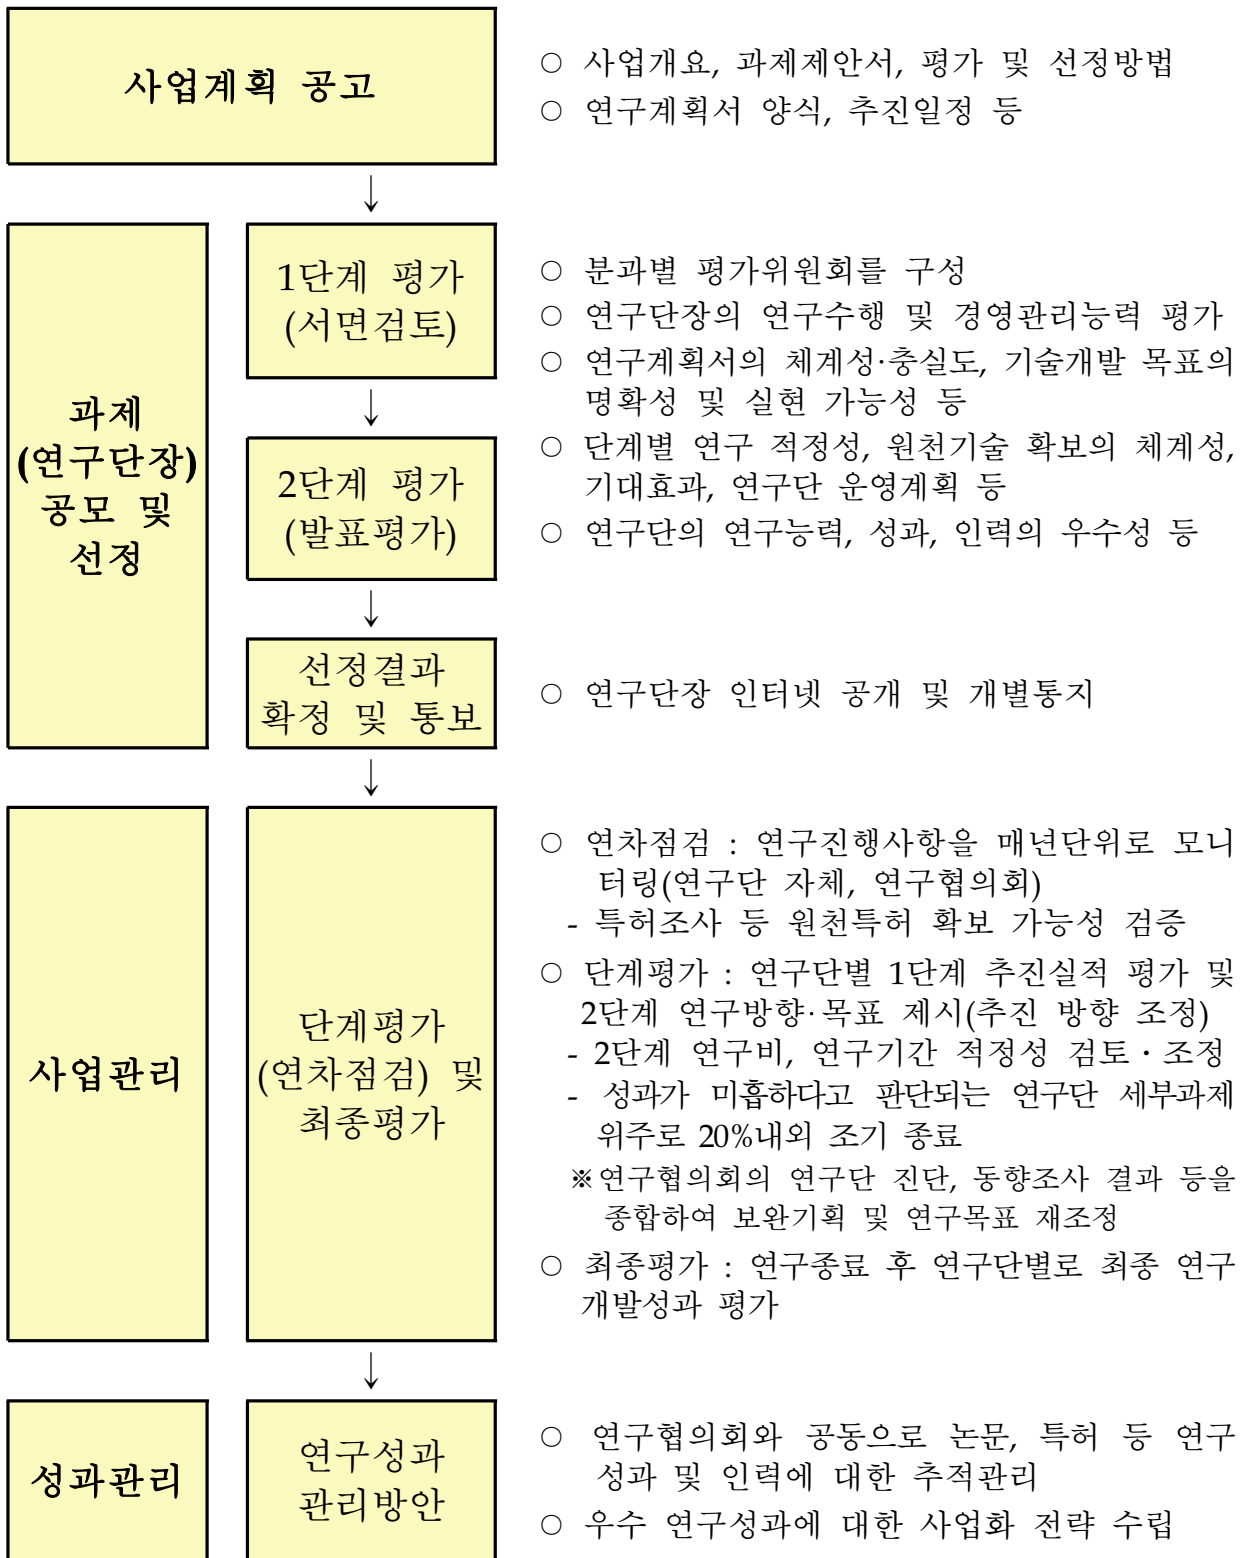 사업계획 공고
○ 사업개요, 과제제안서, 평가 및 선정방법
○ 연구계획서 양식, 추진일정 등
↓
과제
(연구단장)
공모 및
선정
1단계 평가
(서면검토)
↓
2단계 평가
(발표평가)
○ 분과별 평가위원회를 구성
○ 연구단장의 연구수행 및 경영관리능력 평가
○ 연구계획서의 체계성·충실도, 기술개발 목표의
명확성 및 실현 가능성 등
○ 단계별 연구 적정성, 원천기술 확보의 체계성,
기대효과, 연구단 운영계획 등
○ 연구단의 연구능력, 성과, 인력의 우수성 등
↓
선정결과
확정 및 통보
○ 연구단장 인터넷 공개 및 개별통지
↓
사업관리
단계평가
(연차점검) 및
최종평가
○ 연차점검 : 연구진행사항을 매년단위로 모니
터링(연구단 자체, 연구협의회)
- 특허조사 등 원천특허 확보 가능성 검증
○ 단계평가 : 연구단별 1단계 추진실적 평가 및
2단계 연구방향·목표 제시(추진 방향 조정)
- 2단계 연구비, 연구기간 적정성 검토·조정
- 성과가 미흡하다고 판단되는 연구단 세부과제
위주로 20%내외 조기 종료
※연구협의회의 연구단 진단, 동향조사 결과 등을
종합하여 보완기획 및 연구목표 재조정
○ 최종평가 : 연구종료 후 연구단별로 최종 연구
개발성과 평가
↓
성과관리
연구성과
관리방안
○ 연구협의회와 공동으로 논문, 특허 등 연구
성과 및 인력에 대한 추적관리
○ 우수 연구성과에 대한 사업화 전략 수립